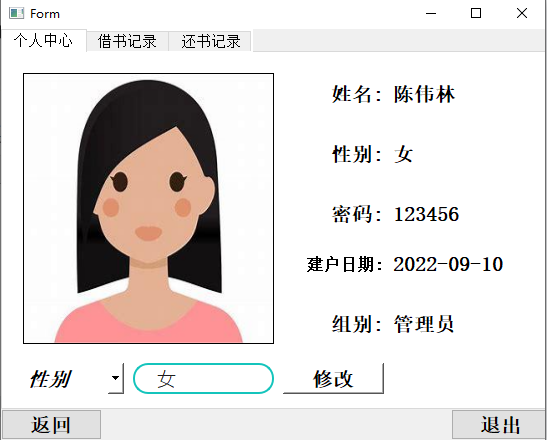 Form
个人中心 借书记录 还书记录
姓名: 陈伟林
性别: 女
密码: 123456
建户日期: 2022-09-10
组别: 管理员
性别 女 修改
返回 退出